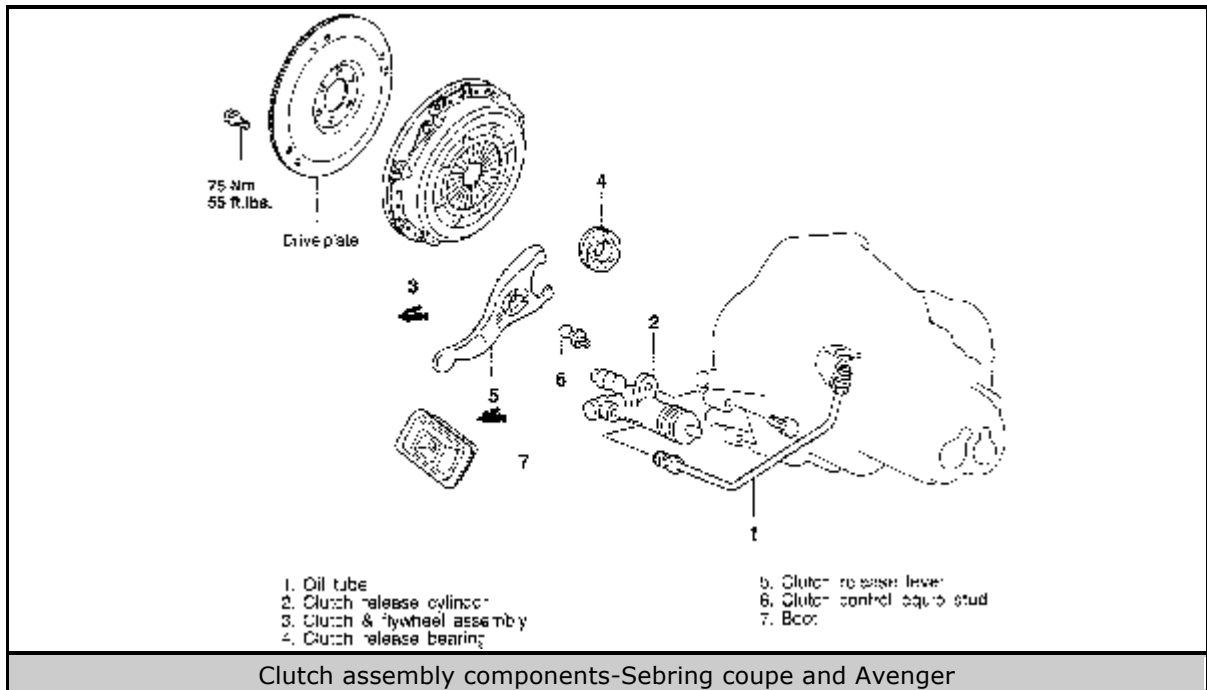 75 Nm
55 ft.lbs.
Drive plate
4
3
2
6
5
7
1
1. Oil tube
2. Clutch release cylinder
3. Clutch & flywheel assembly
4. Clutch release bearing
5. Clutch release lever
6. Clutch control equip stud
7. Boot
Clutch assembly components-Sebring coupe and Avenger